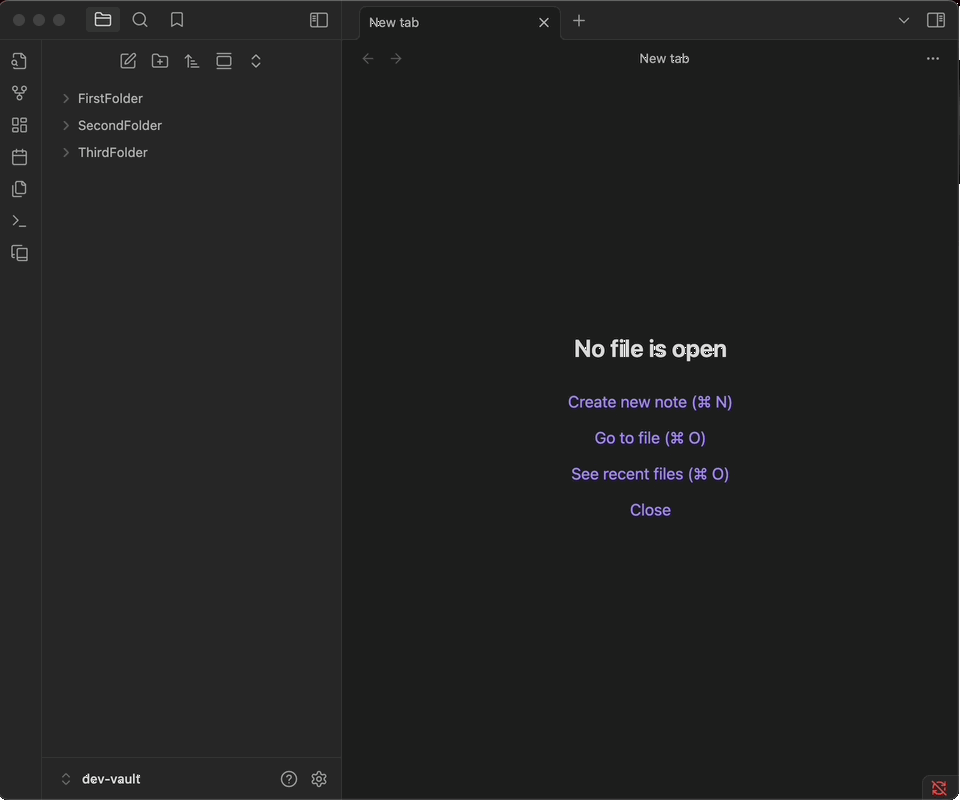 New tab
New tab
FirstFolder
SecondFolder
ThirdFolder
No file is open
Create new note (⌘ N)
Go to file (⌘ O)
See recent files (⌘ O)
Close
dev-vault